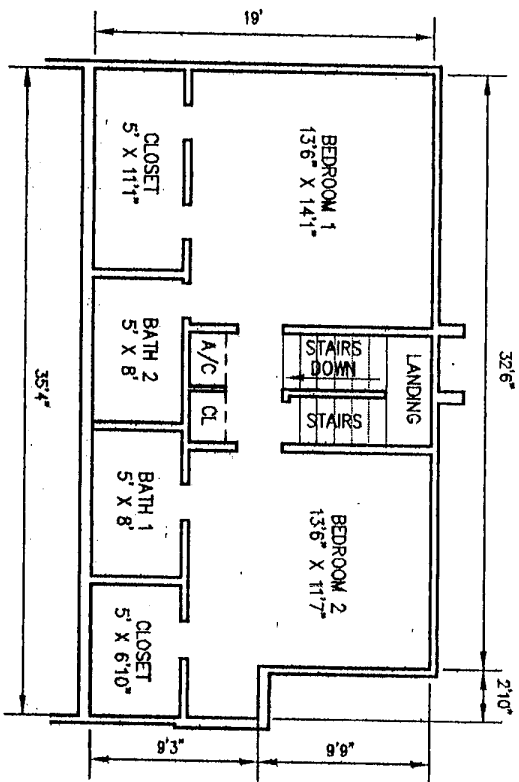 19'
BEDROOM 1
13'6" X 14'1"
CLOSET
5' X 11'1"
STAIRS
DOWN
LANDING
32'6"
A/C
BATH 2
5' X 8'
CL
STAIRS
35'4"
BATH 1
5' X 8'
BEDROOM 2
13'6" X 11'7"
CLOSET
5' X 6'10"
2'10"
9'3"
9'9"